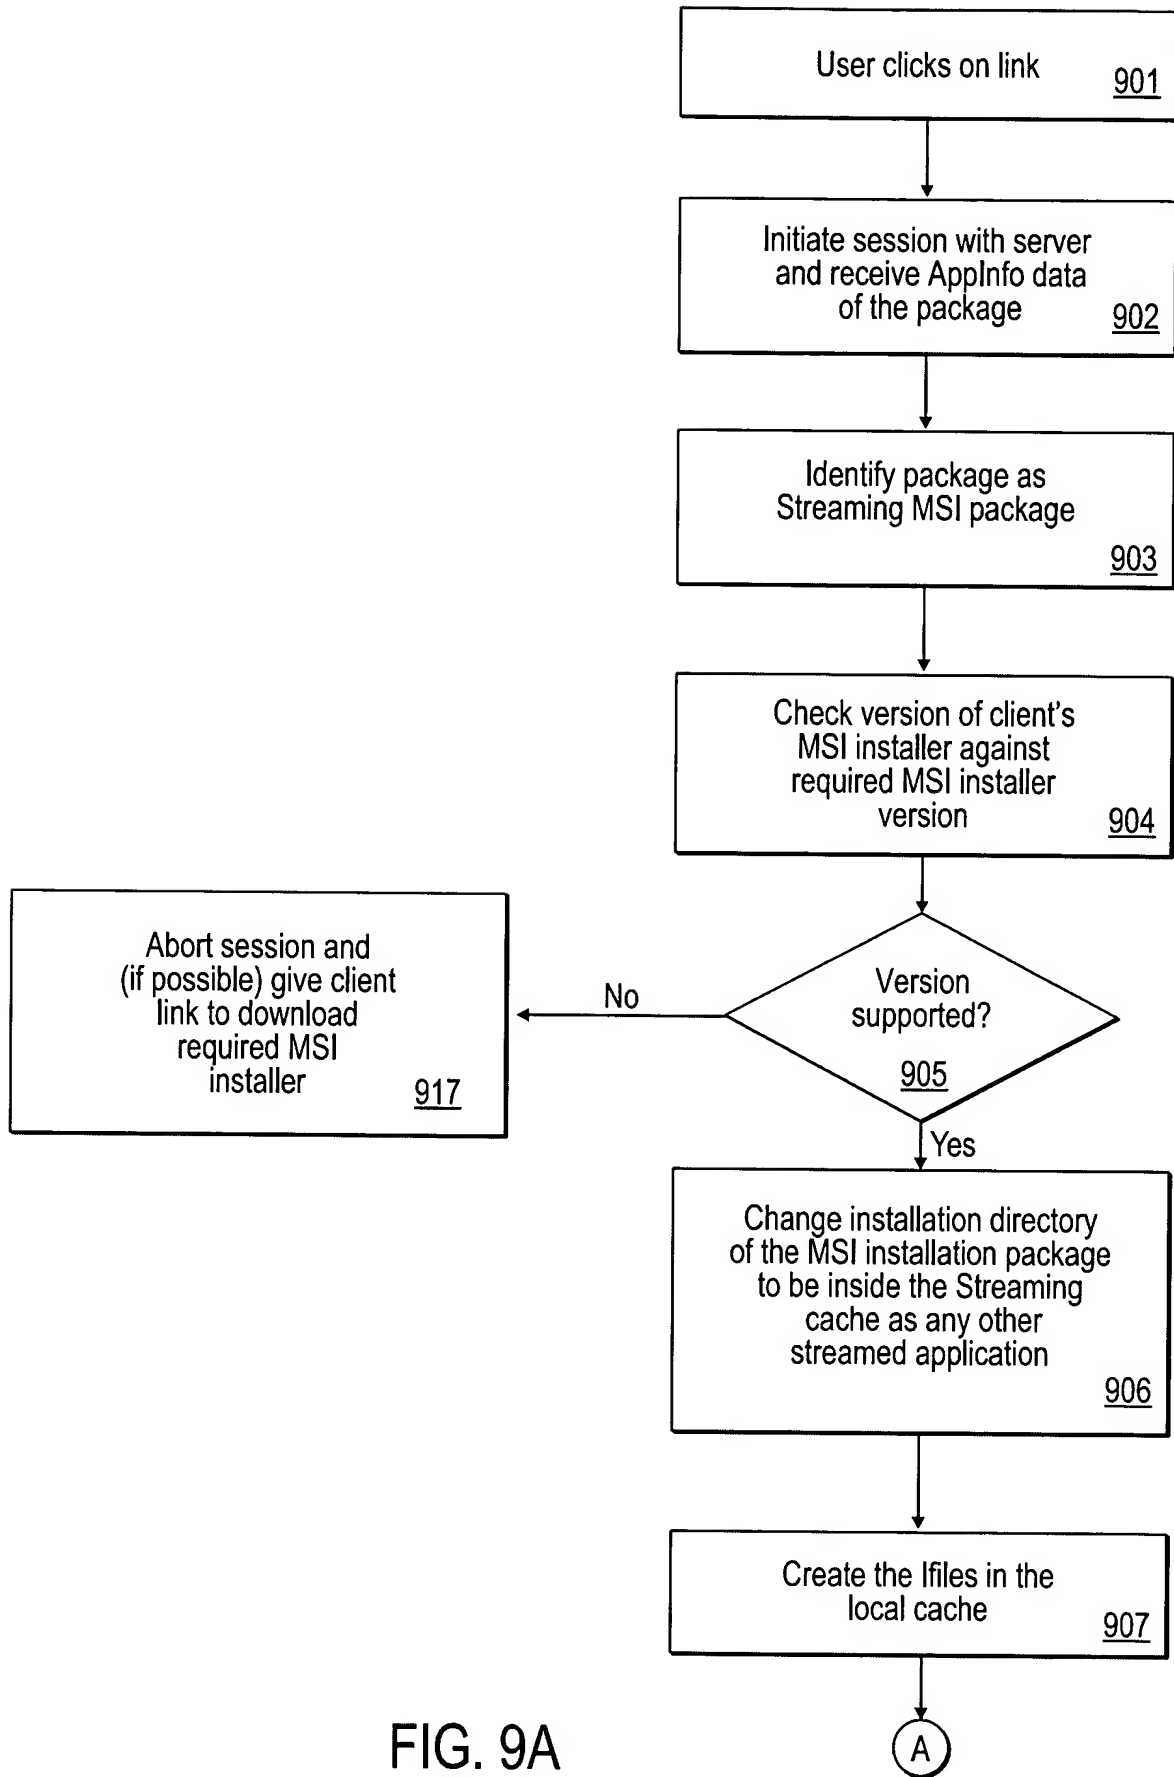 User clicks on link
901
Initiate session with server
and receive AppInfo data
of the package
902
Identify package as
Streaming MSI package
903
Check version of client's
MSI installer against
required MSI installer
version
904
Version
supported?
905
No
Abort session and
(if possible) give client
link to download
required MSI
installer
917
Yes
Change installation directory
of the MSI installation package
to be inside the Streaming
cache as any other
streamed application
906
Create the Ifiles in the
local cache
907
A
FIG. 9A